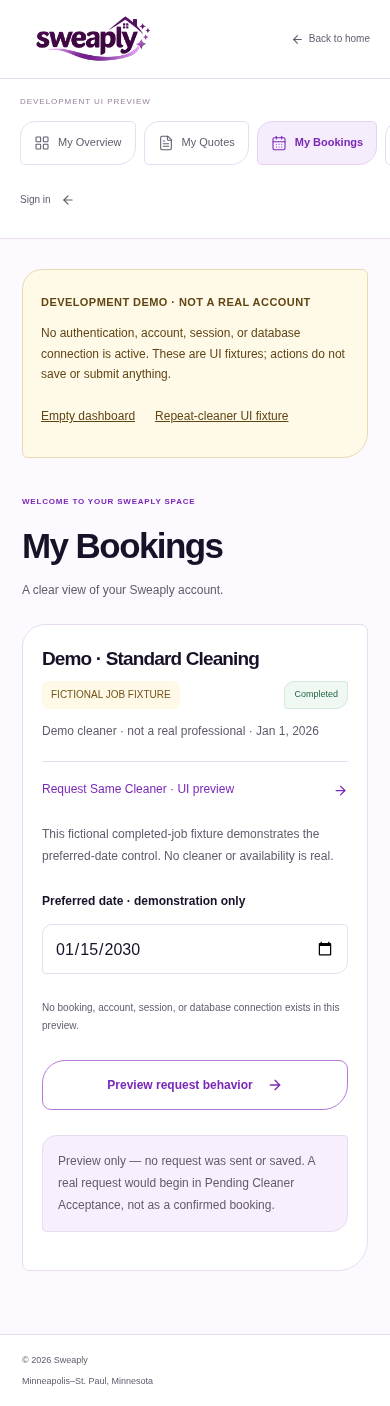 sweaply
Back to home
DEVELOPMENT UI PREVIEW
My Overview
My Quotes
My Bookings
Sign in
DEVELOPMENT DEMO · NOT A REAL ACCOUNT
No authentication, account, session, or database
connection is active. These are UI fixtures; actions do not
save or submit anything.
Empty dashboard Repeat-cleaner UI fixture
WELCOME TO YOUR SWEAPLY SPACE
My Bookings
A clear view of your Sweaply account.
Demo · Standard Cleaning
FICTIONAL JOB FIXTURE
Completed
Demo cleaner · not a real professional · Jan 1, 2026
Request Same Cleaner · UI preview
This fictional completed-job fixture demonstrates the
preferred-date control. No cleaner or availability is real.
Preferred date · demonstration only
01/15/2030
No booking, account, session, or database connection exists in this
preview.
Preview request behavior
Preview only — no request was sent or saved. A
real request would begin in Pending Cleaner
Acceptance, not as a confirmed booking.
© 2026 Sweaply
Minneapolis–St. Paul, Minnesota